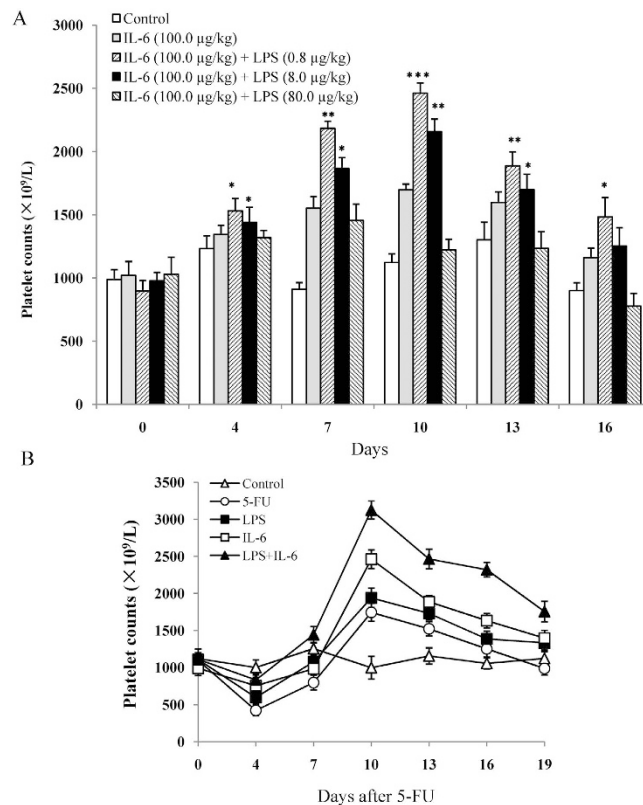 A
Control
IL-6 (100.0 μg/kg)
IL-6 (100.0 μg/kg) + LPS (0.8 μg/kg)
IL-6 (100.0 μg/kg) + LPS (8.0 μg/kg)
IL-6 (100.0 μg/kg) + LPS (80.0 μg/kg)
Platelet counts (×10⁹/L)
3000
2500
2000
1500
1000
500
0
* *
** *
*** **
** *
*
0 4 7 10 13 16
Days
B
Control
5-FU
LPS
IL-6
LPS+IL-6
Platelet counts (×10⁹/L)
3500
3000
2500
2000
1500
1000
500
0
0 4 7 10 13 16 19
Days after 5-FU